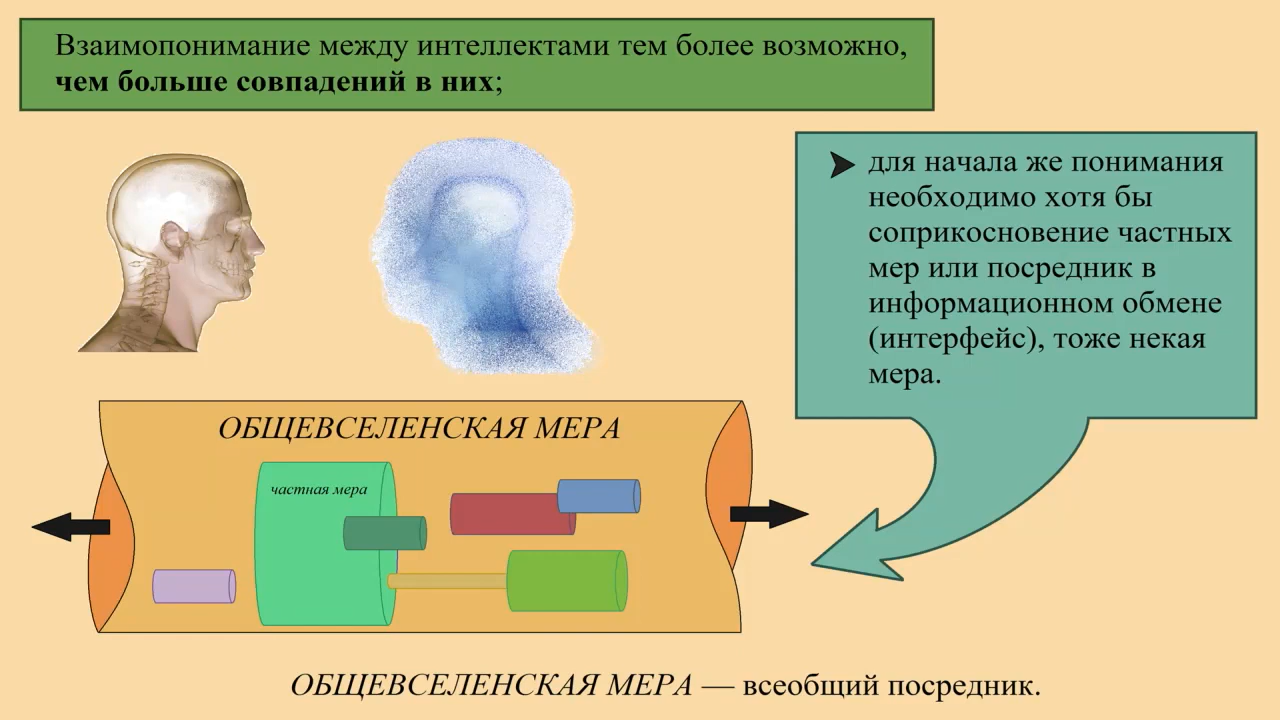 Взаимопонимание между интеллектами тем более возможно,
чем больше совпадений в них;
для начала же понимания
необходимо хотя бы
соприкосновение частных
мер или посредник в
информационном обмене
(интерфейс), тоже некая
мера.
ОБЩЕВСЕЛЕНСКАЯ МЕРА
частная мера
ОБЩЕВСЕЛЕНСКАЯ МЕРА — всеобщий посредник.